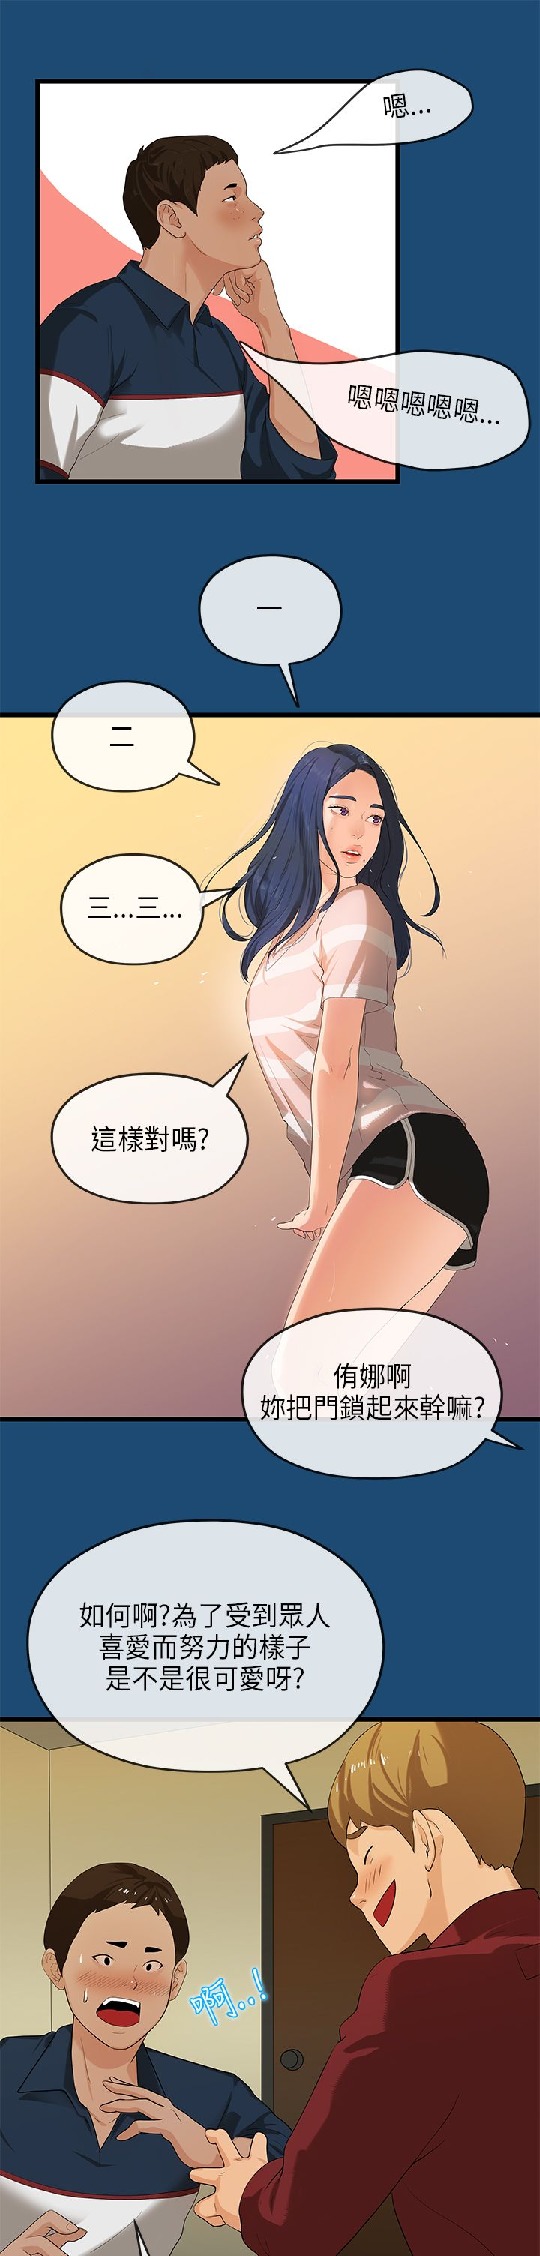 嗯...
嗯嗯嗯嗯嗯...
一
二
三...三...
這樣對嗎?
侑娜啊
妳把門鎖起來幹嘛?
如何啊?為了受到眾人
喜愛而努力的樣子
是不是很可愛呀?
啊..!